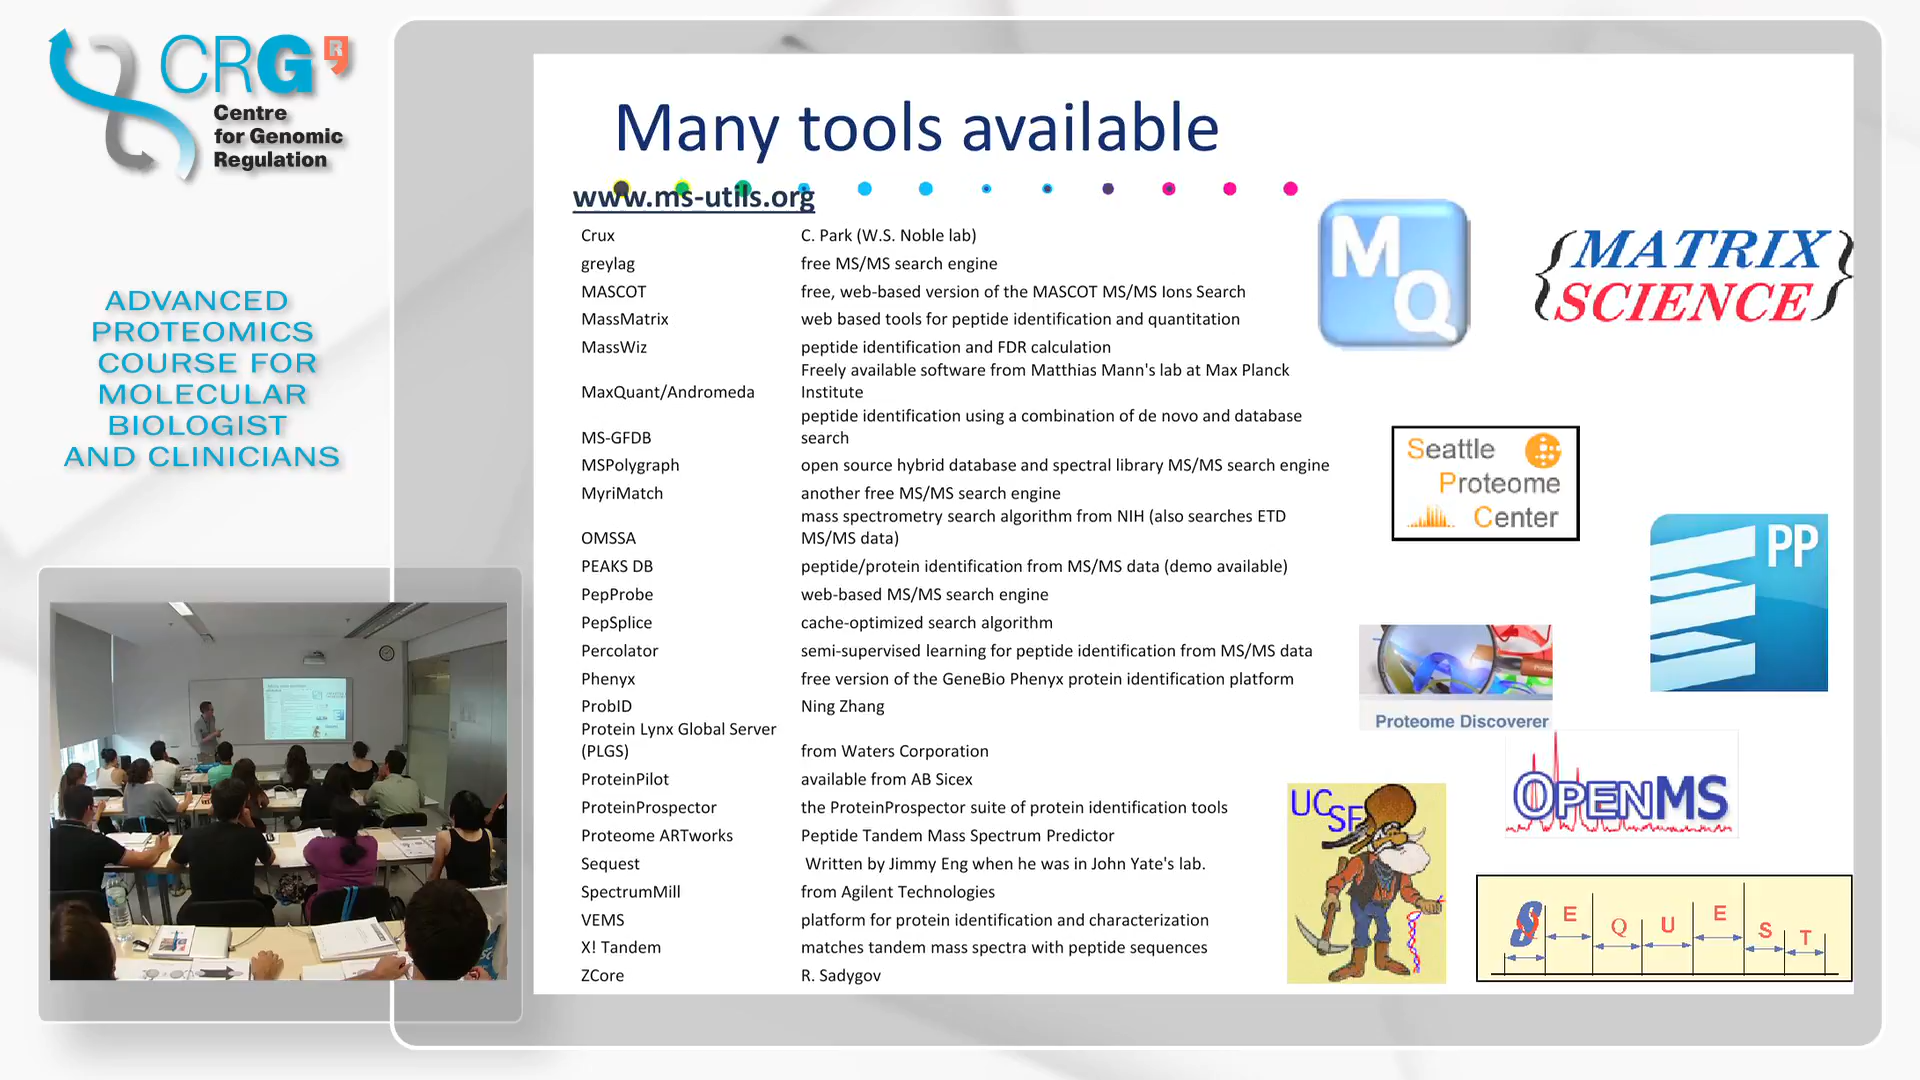 CRG
Centre
for Genomic
Regulation
ADVANCED
PROTEOMICS
COURSE FOR
MOLECULAR
BIOLOGIST
AND CLINICIANS
Many tools available
www.ms-utils.org
Crux C. Park (W.S. Noble lab)
greylag free MS/MS search engine
MASCOT free, web-based version of the MASCOT MS/MS Ions Search
MassMatrix web based tools for peptide identification and quantitation
MassWiz peptide identification and FDR calculation
Freely available software from Matthias Mann's lab at Max Planck
MaxQuant/Andromeda Institute
peptide identification using a combination of de novo and database
MS-GFDB search
MSPolygraph open source hybrid database and spectral library MS/MS search engine
MyriMatch another free MS/MS search engine
mass spectrometry search algorithm from NIH (also searches ETD
OMSSA MS/MS data)
PEAKS DB peptide/protein identification from MS/MS data (demo available)
PepProbe web-based MS/MS search engine
PepSplice cache-optimized search algorithm
Percolator semi-supervised learning for peptide identification from MS/MS data
Phenyx free version of the GeneBio Phenyx protein identification platform
ProbID Ning Zhang
Protein Lynx Global Server
(PLGS) from Waters Corporation
ProteinPilot available from AB Sicex
ProteinProspector the ProteinProspector suite of protein identification tools
Proteome ARTworks Peptide Tandem Mass Spectrum Predictor
Sequest Written by Jimmy Eng when he was in John Yate's lab.
SpectrumMill from Agilent Technologies
VEMS platform for protein identification and characterization
X! Tandem matches tandem mass spectra with peptide sequences
ZCore R. Sadygov
MQ
{MATRIX
SCIENCE}
Seattle
Proteome
Center
PP
Proteome Discoverer
OPENMS
UCSF
SEQUEST